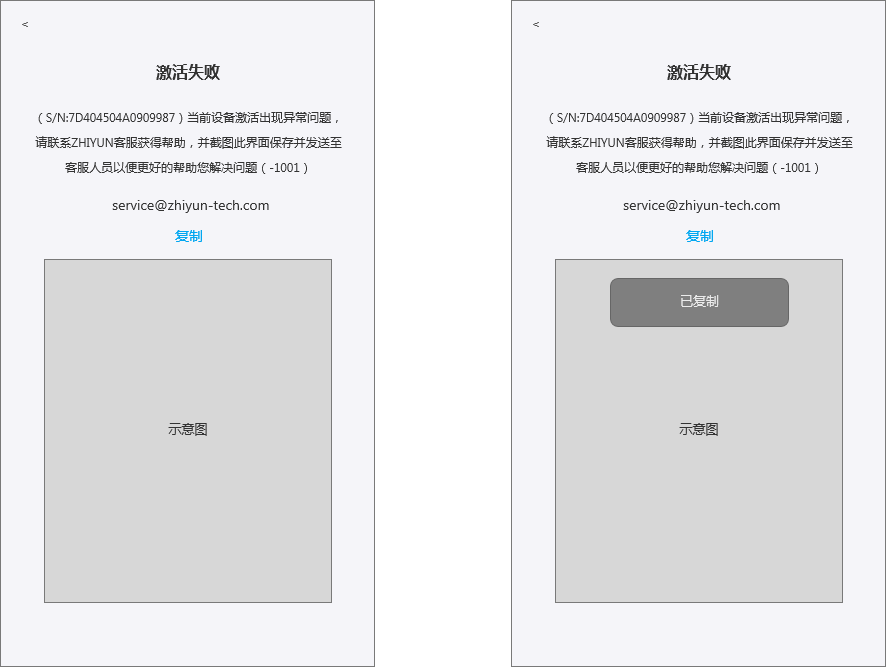 <
激活失败
（S/N:7D404504A0909987）当前设备激活出现异常问题，
请联系ZHIYUN客服获得帮助，并截图此界面保存并发送至
客服人员以便更好的帮助您解决问题（-1001）
service@zhiyun-tech.com
复制
示意图
<
激活失败
（S/N:7D404504A0909987）当前设备激活出现异常问题，
请联系ZHIYUN客服获得帮助，并截图此界面保存并发送至
客服人员以便更好的帮助您解决问题（-1001）
service@zhiyun-tech.com
复制
已复制
示意图